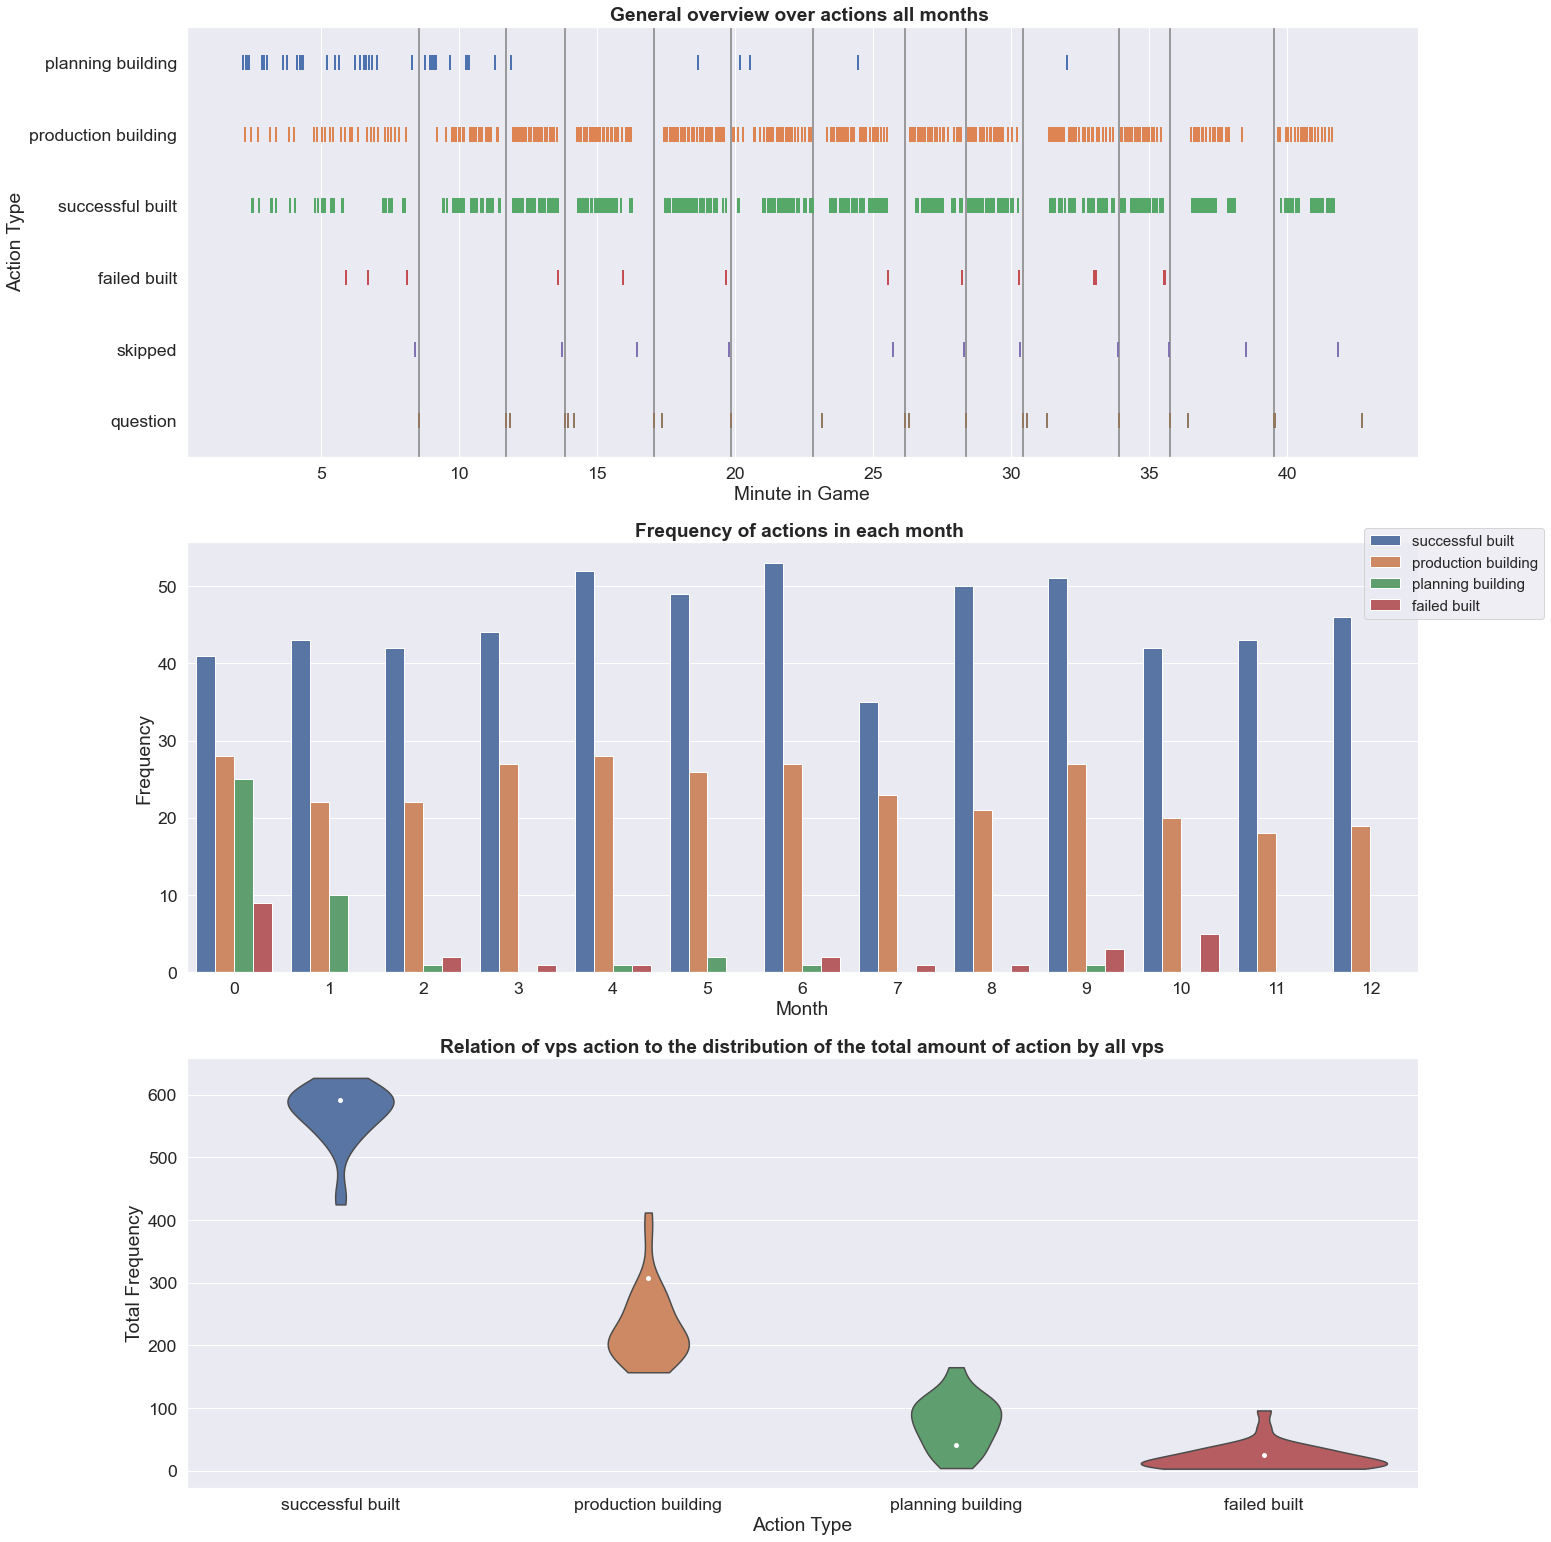 General overview over actions all months
planning building
production building
successful built
failed built
skipped
question
Action Type
5 10 15 20 25 30 35 40
Minute in Game
Frequency of actions in each month
successful built
production building
planning building
failed built
50
40
30
20
10
0
Frequency
0 1 2 3 4 5 6 7 8 9 10 11 12
Month
Relation of vps action to the distribution of the total amount of action by all vps
600
500
400
300
200
100
0
Total Frequency
successful built production building planning building failed built
Action Type